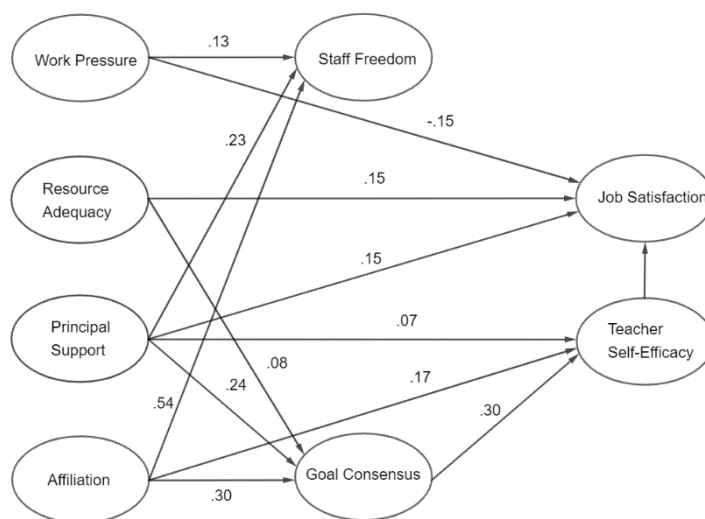 .13
Work Pressure
Staff Freedom
-.15
.23
Resource
Adequacy
.15
Job Satisfaction
.15
Principal
Support
.07
Teacher
Self-Efficacy
.08
.24
.17
.54
.30
Affiliation
.30
Goal Consensus